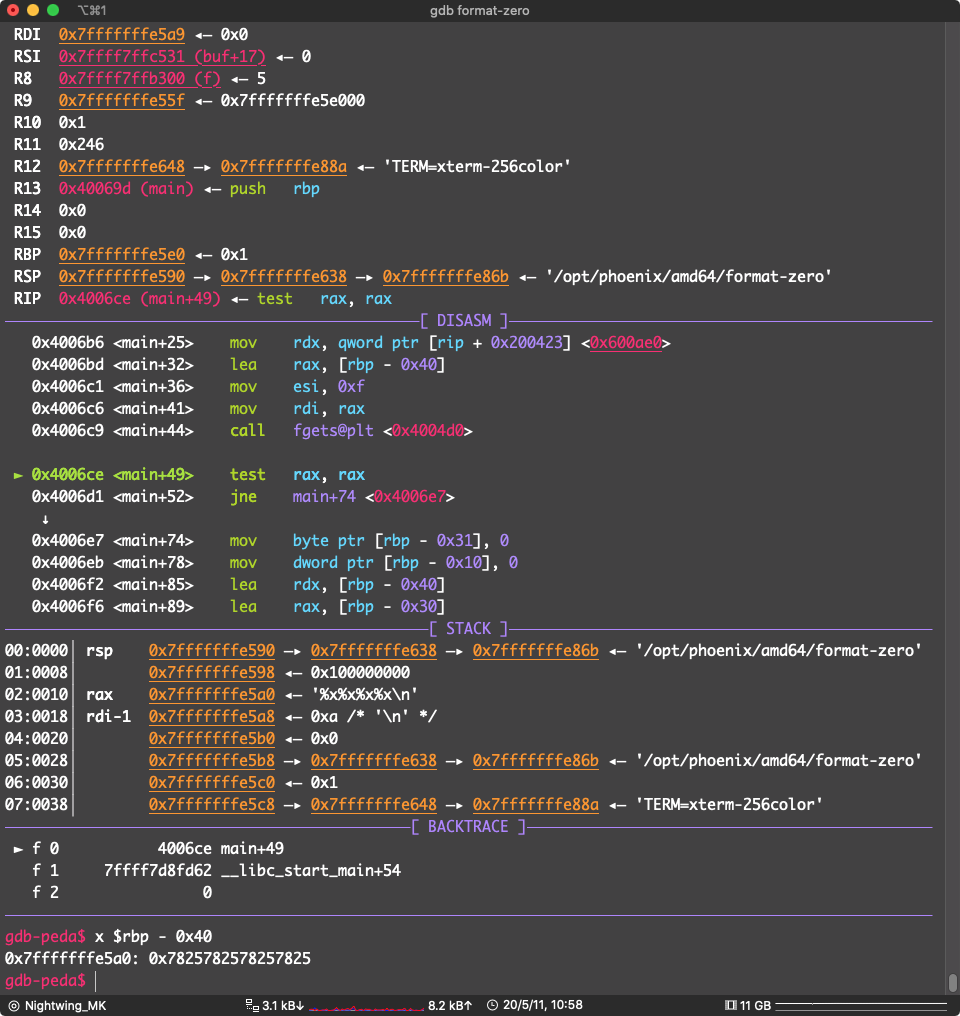 ⌥⌘1 gdb format-zero
RDI 0x7fffffffe5a9 ◂— 0x0
RSI 0x7ffff7ffc531 (buf+17) ◂— 0
R8 0x7ffff7ffb300 (f) ◂— 5
R9 0x7fffffffe55f ◂— 0x7fffffffe5e000
R10 0x1
R11 0x246
R12 0x7fffffffe648 —▸ 0x7fffffffe88a ◂— 'TERM=xterm-256color'
R13 0x40069d (main) ◂— push rbp
R14 0x0
R15 0x0
RBP 0x7fffffffe5e0 ◂— 0x1
RSP 0x7fffffffe590 —▸ 0x7fffffffe638 —▸ 0x7fffffffe86b ◂— '/opt/phoenix/amd64/format-zero'
RIP 0x4006ce (main+49) ◂— test rax, rax
[ DISASM ]
0x4006b6 <main+25> mov rdx, qword ptr [rip + 0x200423] <0x600ae0>
0x4006bd <main+32> lea rax, [rbp - 0x40]
0x4006c1 <main+36> mov esi, 0xf
0x4006c6 <main+41> mov rdi, rax
0x4006c9 <main+44> call fgets@plt <0x4004d0>
► 0x4006ce <main+49> test rax, rax
0x4006d1 <main+52> jne main+74 <0x4006e7>
↓
0x4006e7 <main+74> mov byte ptr [rbp - 0x31], 0
0x4006eb <main+78> mov dword ptr [rbp - 0x10], 0
0x4006f2 <main+85> lea rdx, [rbp - 0x40]
0x4006f6 <main+89> lea rax, [rbp - 0x30]
[ STACK ]
00:0000│ rsp 0x7fffffffe590 —▸ 0x7fffffffe638 —▸ 0x7fffffffe86b ◂— '/opt/phoenix/amd64/format-zero'
01:0008│ 0x7fffffffe598 ◂— 0x100000000
02:0010│ rax 0x7fffffffe5a0 ◂— '%x%x%x%x\n'
03:0018│ rdi-1 0x7fffffffe5a8 ◂— 0xa /* '\n' */
04:0020│ 0x7fffffffe5b0 ◂— 0x0
05:0028│ 0x7fffffffe5b8 —▸ 0x7fffffffe638 —▸ 0x7fffffffe86b ◂— '/opt/phoenix/amd64/format-zero'
06:0030│ 0x7fffffffe5c0 ◂— 0x1
07:0038│ 0x7fffffffe5c8 —▸ 0x7fffffffe648 —▸ 0x7fffffffe88a ◂— 'TERM=xterm-256color'
[ BACKTRACE ]
► f 0 4006ce main+49
f 1 7ffff7d8fd62 __libc_start_main+54
f 2 0
gdb-peda$ x $rbp - 0x40
0x7fffffffe5a0: 0x7825782578257825
gdb-peda$
Nightwing_MK 3.1 kB↓ 8.2 kB↑ 20/5/11, 10:58 11 GB